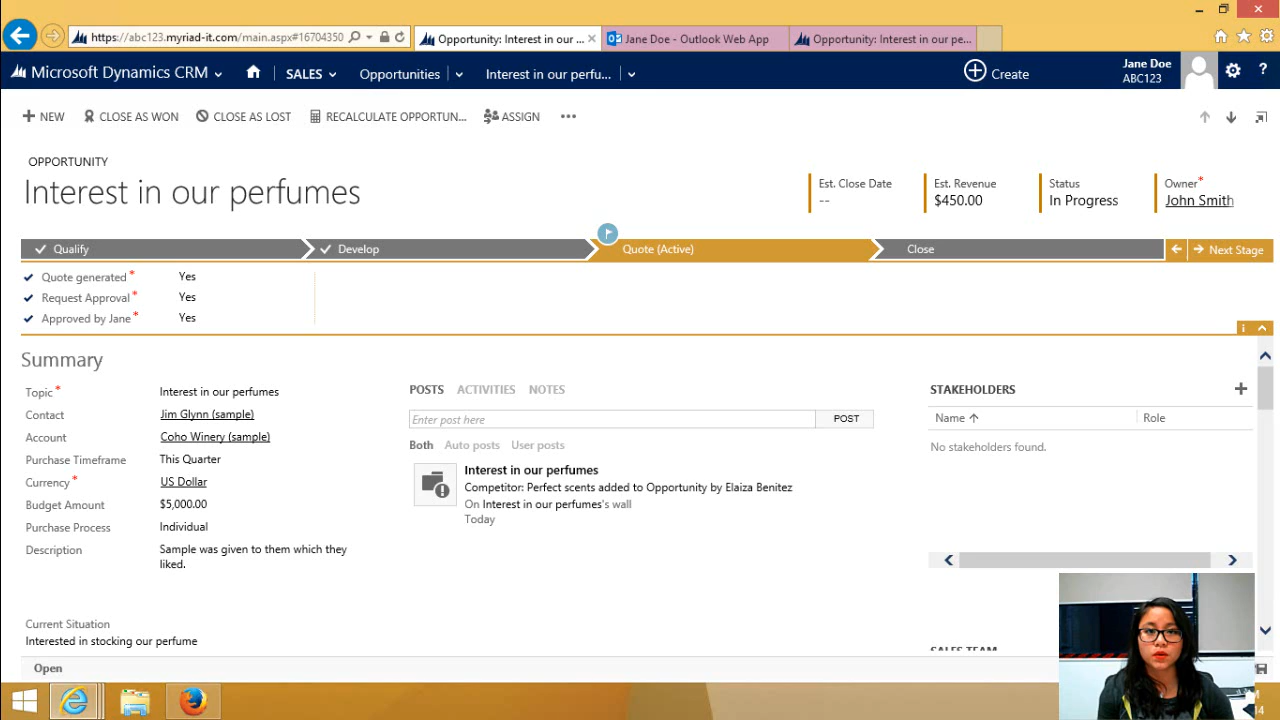 https://abc123.myriad-it.com/main.aspx#16704350
Opportunity: Interest in our ...
Jane Doe - Outlook Web App
Opportunity: Interest in our pe...
Microsoft Dynamics CRM
SALES
Opportunities
Interest in our perfu...
Create
Jane Doe
ABC123
?
NEW
CLOSE AS WON
CLOSE AS LOST
RECALCULATE OPPORTUN...
ASSIGN
OPPORTUNITY
Interest in our perfumes
Est. Close Date
--
Est. Revenue
$450.00
Status
In Progress
Owner*
John Smith
Qualify
Develop
Quote (Active)
Close
Next Stage
Quote generated* Yes
Request Approval* Yes
Approved by Jane* Yes
Summary
Topic* Interest in our perfumes
Contact Jim Glynn (sample)
Account Coho Winery (sample)
Purchase Timeframe This Quarter
Currency* US Dollar
Budget Amount $5,000.00
Purchase Process Individual
Description Sample was given to them which they
liked.
Current Situation
Interested in stocking our perfume
POSTS ACTIVITIES NOTES
Enter post here
POST
Both Auto posts User posts
Interest in our perfumes
Competitor: Perfect scents added to Opportunity by Elaiza Benitez
On Interest in our perfumes's wall
Today
STAKEHOLDERS
Name Role
No stakeholders found.
SALES TEAM
Open